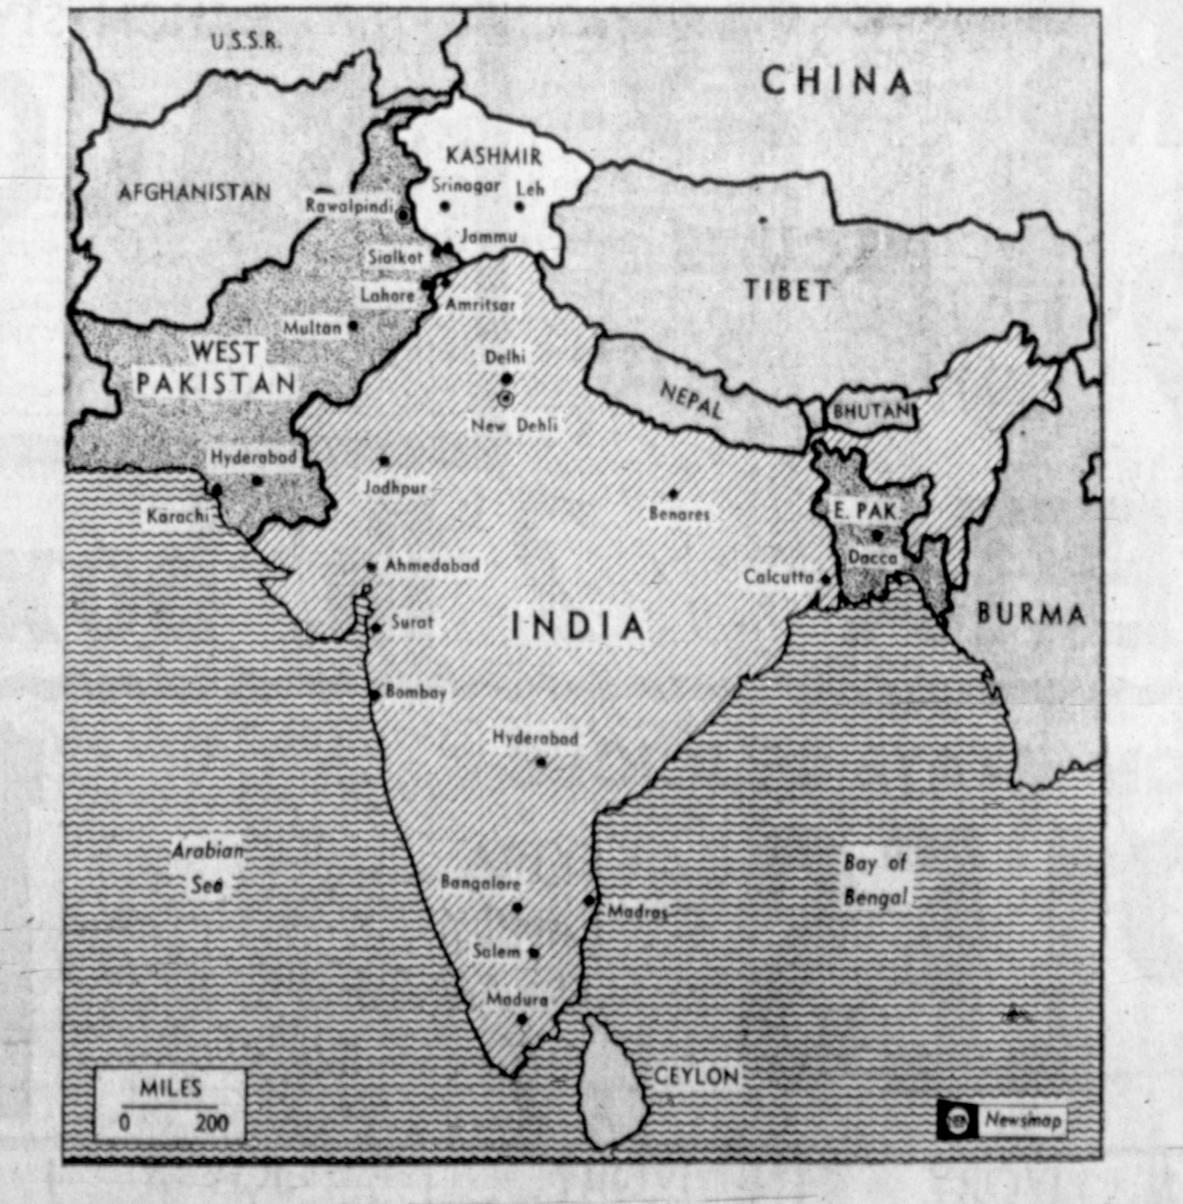 U.S.S.R.
CHINA
KASHMIR
Srinagar Leh
AFGHANISTAN
Rawalpindi
Jammu
Sialkot
TIBET
Lahore
Amritsar
Multan
WEST
PAKISTAN
Delhi
New Dehli
NEPAL
BHUTAN
Hyderabad
Jodhpur
Karachi
Benares
E. PAK
Dacca
Ahmedabad
Calcutta
Surat
INDIA
BURMA
Bombay
Hyderabad
Arabian
Sea
Bay of
Bengal
Bangalore
Madras
Salem
Madura
CEYLON
MILES
0 200
Newsmap